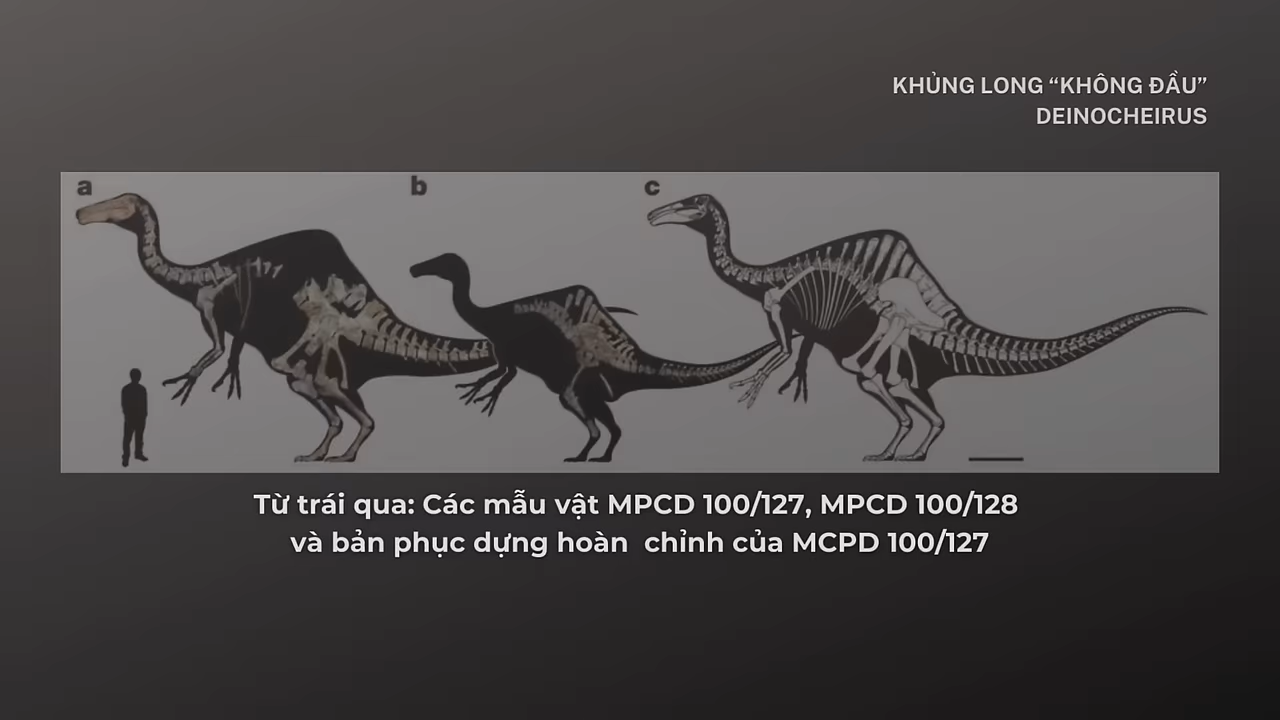 KHỦNG LONG “KHÔNG ĐẦU”
DEINOCHEIRUS
a
b
c
Từ trái qua: Các mẫu vật MPCD 100/127, MPCD 100/128
và bản phục dựng hoàn  chỉnh của MCPD 100/127